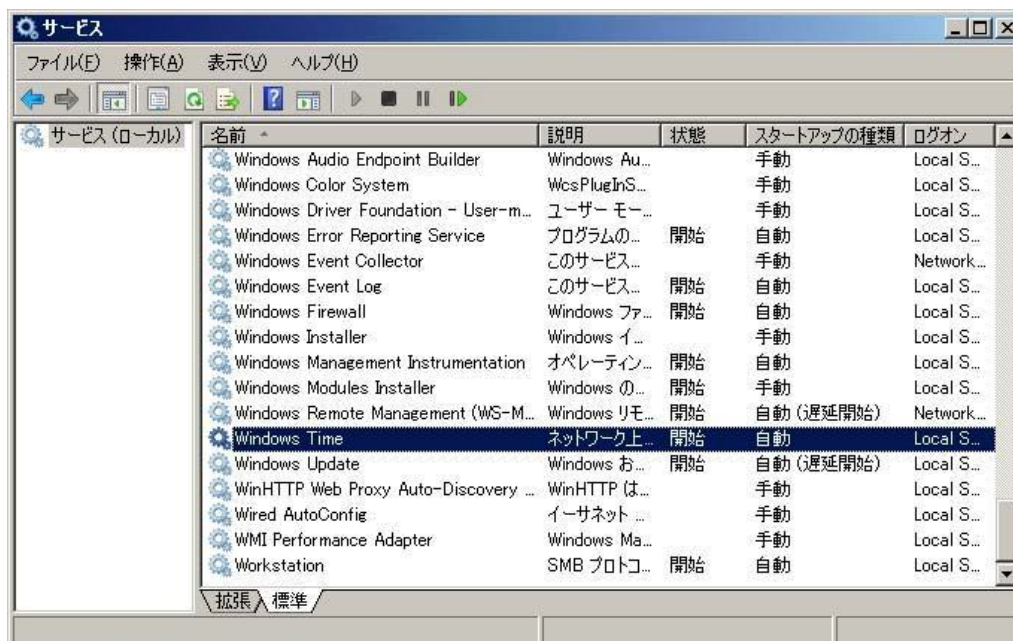 サービス
ファイル(F) 操作(A) 表示(V) ヘルプ(H)
サービス (ローカル)
名前 説明 状態 スタートアップの種類 ログオン
Windows Audio Endpoint Builder Windows Au... 手動 Local S...
Windows Color System WcsPlugInS... 手動 Local S...
Windows Driver Foundation - User-m... ユーザー モー... 手動 Local S...
Windows Error Reporting Service プログラムの... 開始 自動 Local S...
Windows Event Collector このサービス... 手動 Network...
Windows Event Log このサービス... 開始 自動 Local S...
Windows Firewall Windows ファ... 開始 自動 Local S...
Windows Installer Windows イ... 手動 Local S...
Windows Management Instrumentation オペレーティン... 開始 自動 Local S...
Windows Modules Installer Windows の... 開始 手動 Local S...
Windows Remote Management (WS-M... Windows リモ... 開始 自動 (遅延開始) Network...
Windows Time ネットワーク上... 開始 自動 Local S...
Windows Update Windows お... 開始 自動 (遅延開始) Local S...
WinHTTP Web Proxy Auto-Discovery ... WinHTTP は... 手動 Local S...
Wired AutoConfig イーサネット ... 手動 Local S...
WMI Performance Adapter Windows Ma... 手動 Local S...
Workstation SMB プロトコ... 開始 自動 Local S...
拡張 標準